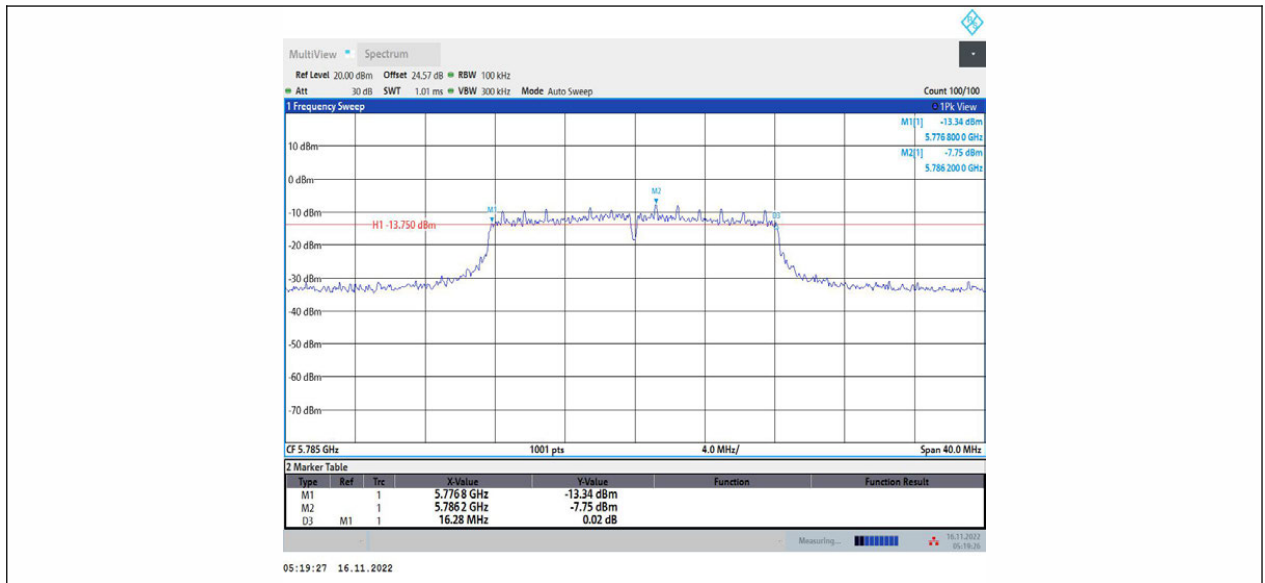 MultiView Spectrum
Ref Level 20.00 dBm Offset 24.57 dB RBW 100 kHz
Att 30 dB SWT 1.01 ms VBW 300 kHz Mode Auto Sweep Count 100/100
1 Frequency Sweep 1Pk View
M1[1] -13.34 dBm
5.776 800 0 GHz
10 dBm
M2[1] -7.75 dBm
5.786 200 0 GHz
0 dBm
M2
-10 dBm
M1
D3
H1 -13.750 dBm
-20 dBm
-30 dBm
-40 dBm
-50 dBm
-60 dBm
-70 dBm
CF 5.785 GHz 1001 pts 4.0 MHz/ Span 40.0 MHz
2 Marker Table
Type Ref Trc X-Value Y-Value Function Function Result
M1 1 5.776 8 GHz -13.34 dBm
M2 1 5.786 2 GHz -7.75 dBm
D3 M1 1 16.28 MHz 0.02 dB
Measuring... 16.11.2022
05:19:26
05:19:27 16.11.2022